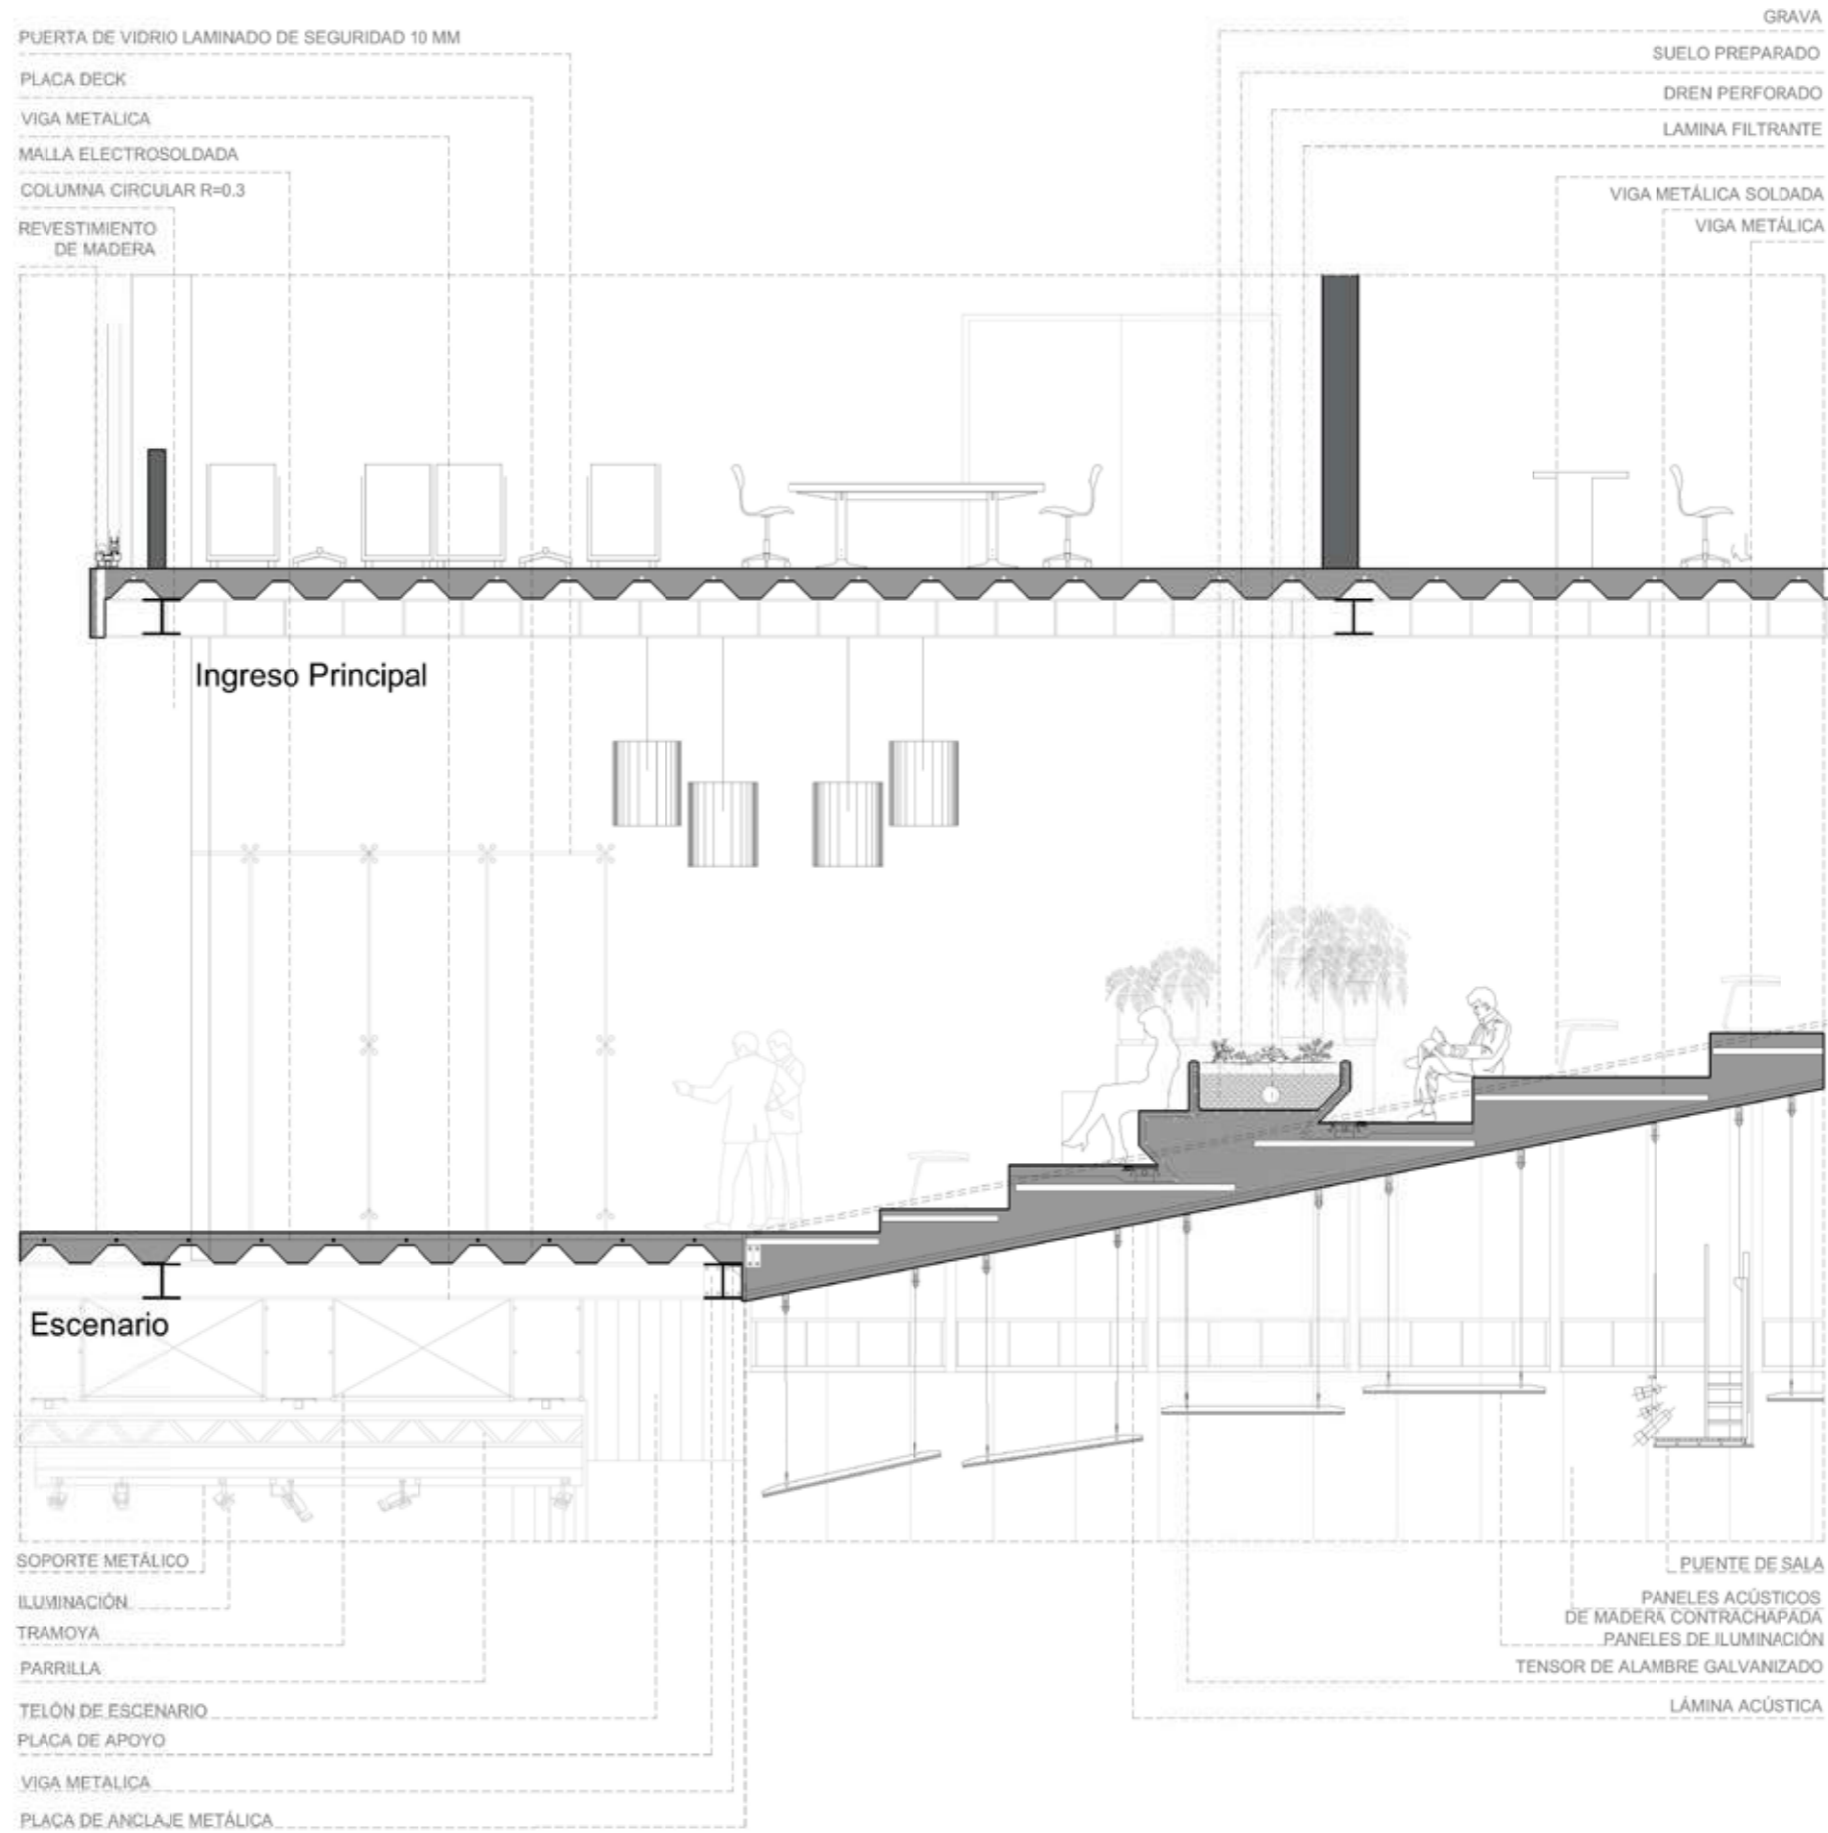 PUERTA DE VIDRIO LAMINADO DE SEGURIDAD 10 MM
PLACA DECK
VIGA METALICA
MALLA ELECTROSOLDADA
COLUMNA CIRCULAR R=0.3
REVESTIMIENTO
DE MADERA
GRAVA
SUELO PREPARADO
DREN PERFORADO
LAMINA FILTRANTE
VIGA METÁLICA SOLDADA
VIGA METÁLICA
Ingreso Principal
Escenario
SOPORTE METÁLICO
ILUMINACIÓN
TRAMOYA
PARRILLA
TELÓN DE ESCENARIO
PLACA DE APOYO
VIGA METALICA
PLACA DE ANCLAJE METÁLICA
PUENTE DE SALA
PANELES ACÚSTICOS
DE MADERA CONTRACHAPADA
PANELES DE ILUMINACIÓN
TENSOR DE ALAMBRE GALVANIZADO
LÁMINA ACÚSTICA